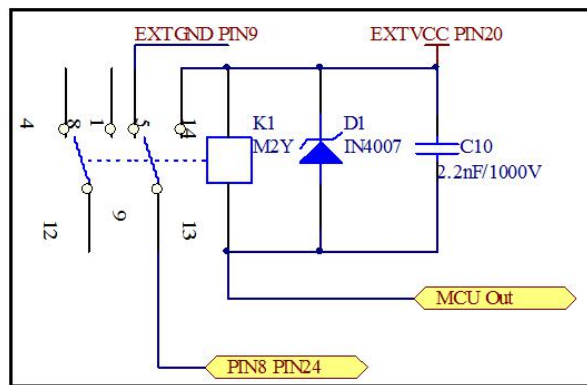 EXTGND PIN9
EXTVCC PIN20
4
8
1
5
14
K1
M2Y
D1
IN4007
C10
2.2nF/1000V
12
9
13
MCU Out
PIN8 PIN24